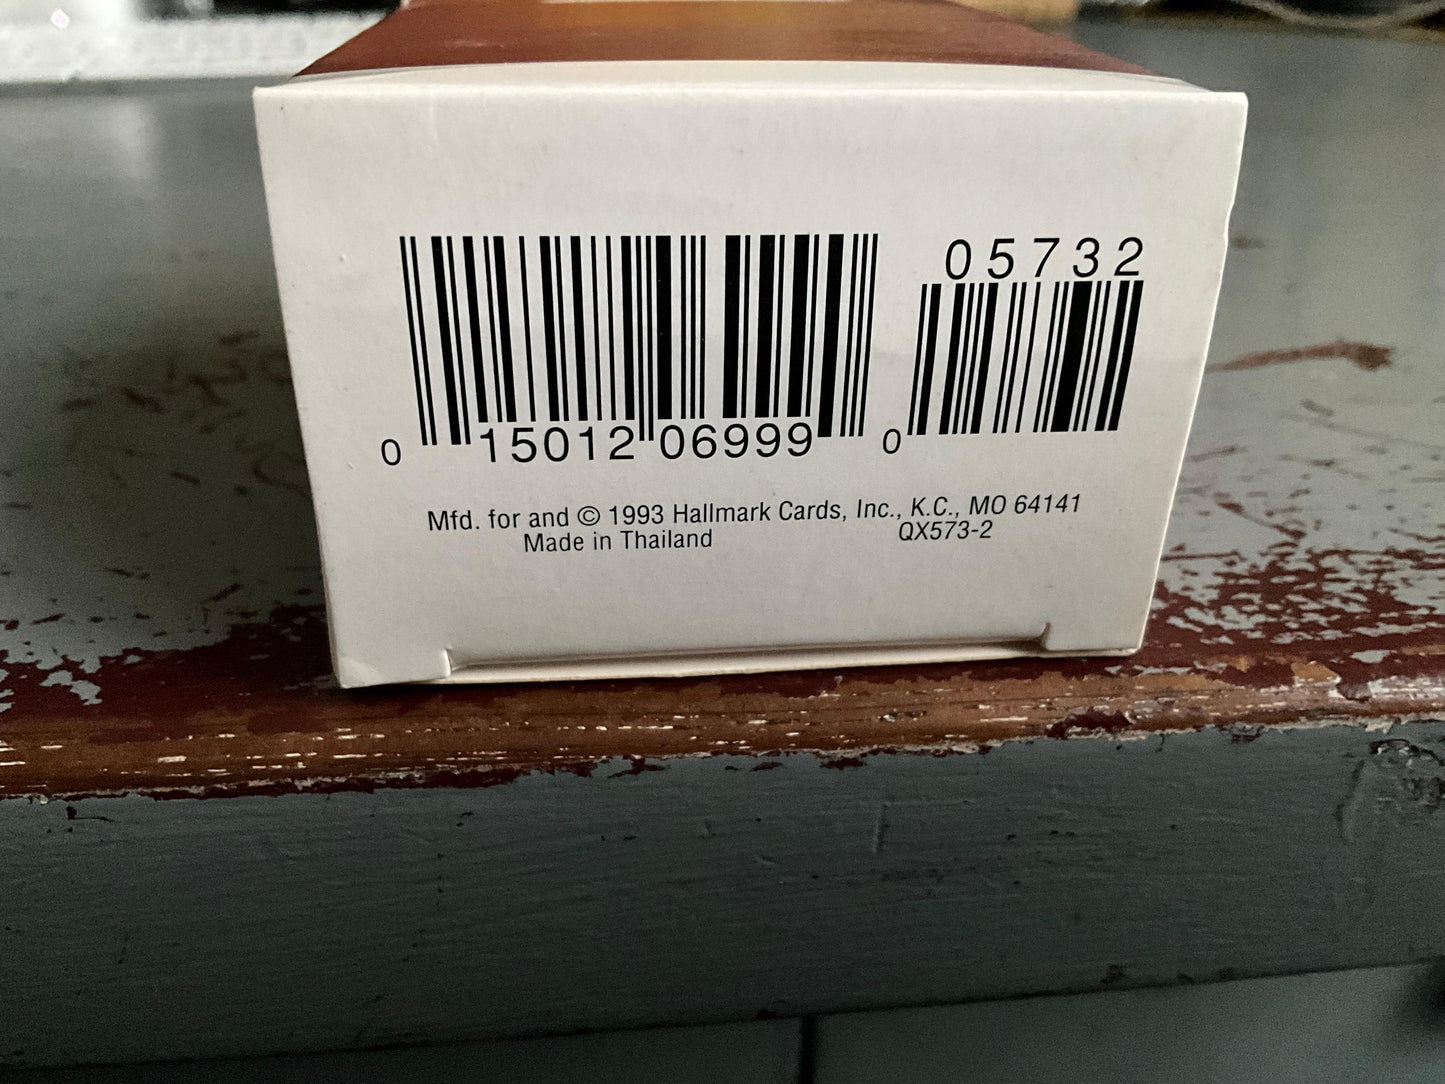 05732
0 15012 06999 0
Mfd. for and © 1993 Hallmark Cards, Inc., K.C., MO 64141
Made in Thailand QX573-2